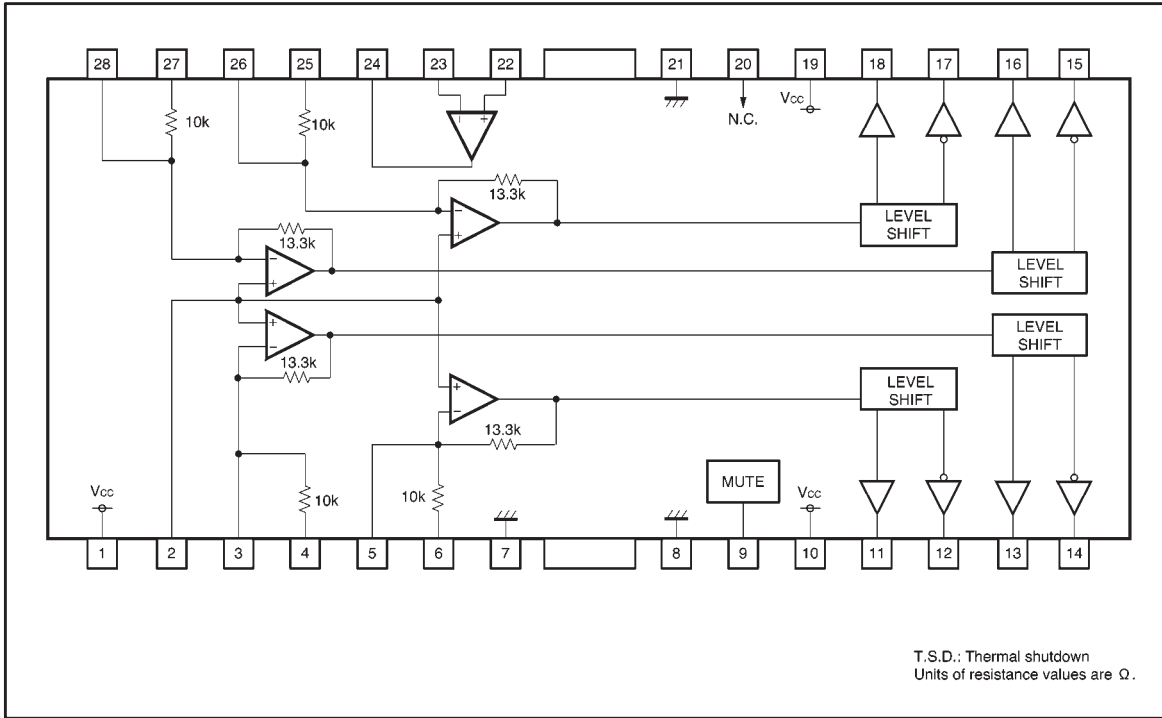 28 27 26 25 24 23 22 21 20 19 18 17 16 15
VCC
N.C.
10k
10k
− +
13.3k
−
+
LEVEL
SHIFT
13.3k
−
+
LEVEL
SHIFT
+
−
13.3k
LEVEL
SHIFT
+
−
13.3k
LEVEL
SHIFT
10k
10k
MUTE
VCC
VCC
1 2 3 4 5 6 7 8 9 10 11 12 13 14
T.S.D.: Thermal shutdown
Units of resistance values are Ω.